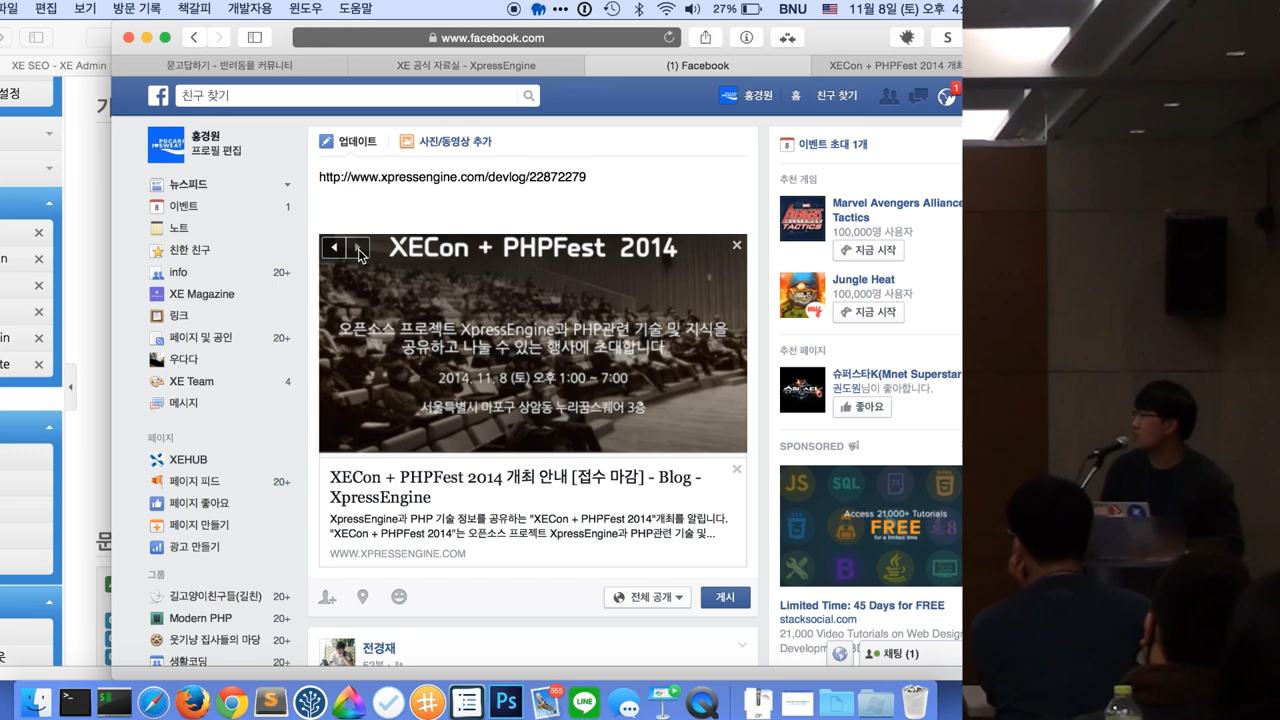 파일 편집 보기 방문 기록 책갈피 개발자용 윈도우 도움말
27% BNU 11월 8일 (토) 오후 4:
www.facebook.com
S
XE SEO - XE Admin
묻고답하기 - 반려동물 커뮤니티
XE 공식 자료실 - XpressEngine
(1) Facebook
XECon + PHPFest 2014 개최
설정
친구 찾기
홍경원 홈 친구 찾기
1
홍경원
프로필 편집
뉴스피드
이벤트 1
노트
친한 친구
info 20+
XE Magazine
링크
페이지 및 공인 20+
우다다
XE Team 4
메시지
페이지
XEHUB
페이지 피드 20+
페이지 좋아요
페이지 만들기
광고 만들기
그룹
길고양이친구들(길친) 20+
Modern PHP 20+
웃기냥 집사들의 마당 20+
생활코딩 20+
업데이트
사진/동영상 추가
http://www.xpressengine.com/devlog/22872279
XECon + PHPFest 2014
오픈소스 프로젝트 XpressEngine과 PHP관련 기술 및 지식을
공유하고 나눌 수 있는 행사에 초대합니다
2014. 11. 8 (토) 오후 1:00 ~ 7:00
서울특별시 마포구 상암동 누리꿈스퀘어 3층
XECon + PHPFest 2014 개최 안내 [접수 마감] - Blog -
XpressEngine
XpressEngine과 PHP 기술 정보를 공유하는 "XECon + PHPFest 2014"개최를 알립니다.
"XECon + PHPFest 2014"는 오픈소스 프로젝트 XpressEngine과 PHP관련 기술 및...
WWW.XPRESSENGINE.COM
전체 공개
게시
전경재
이벤트 초대 1개
추천 게임
Marvel Avengers Alliance
Tactics
100,000명 사용자
지금 시작
Jungle Heat
100,000명 사용자
지금 시작
추천 페이지
슈퍼스타K(Mnet Superstar
권도원님이 좋아합니다.
좋아요
SPONSORED
JS SQL
Access 21,000+ Tutorials
FREE
for a limited time
B
Limited Time: 45 Days for FREE
stacksocial.com
21,000 Video Tutorials on Web Design
채팅 (1)
555
LINE
Ps
ZIP